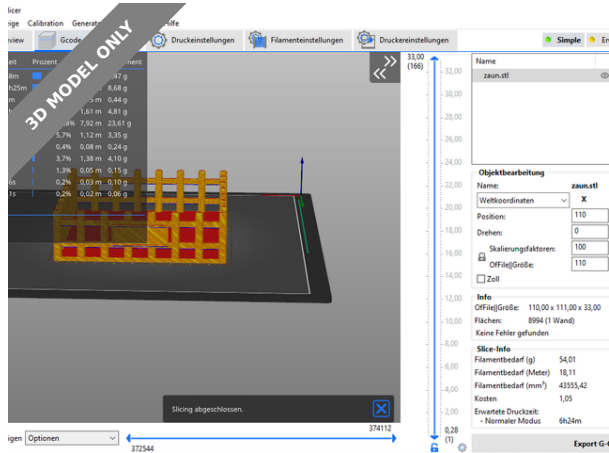 licer
eige Calibration Generate Hilfe
view Gcode- Druckeinstellungen Filamenteinstellungen Druckereinstellungen Simple
3D MODEL ONLY
eit Prozent
8m 47 g
h25m 8,68 g
m 0,44 g
1,61 m 4,81 g
7,92 m 23,61 g
5,7% 1,12 m 3,35 g
0,4% 0,08 m 0,24 g
3,7% 1,38 m 4,10 g
1,3% 0,05 m 0,15 g
6s 0,2% 0,03 m 0,10 g
1s 0,2% 0,02 m 0,06 g
33,00
(166)
32,00
30,00
28,00
26,00
24,00
22,00
20,00
18,00
16,00
14,00
12,00
10,00
8,00
6,00
4,00
2,00
0,28
(1)
Name
zaun.stl
Objektbearbeitung
Name: zaun.stl
Weltkoordinaten X
Position: 110
Drehen: 0
Skalierungsfaktoren: 100
OfFile||Größe: 110
Zoll
Info
OfFile||Größe: 110,00 x 111,00 x 33,00
Flächen: 8994 (1 Wand)
Keine Fehler gefunden
Slice-Info
Filamentbedarf (g) 54,01
Filamentbedarf (Meter) 18,11
Filamentbedarf (mm³) 43555,42
Kosten 1,05
Erwartete Druckzeit:
- Normaler Modus 6h24m
Slicing abgeschlossen.
igen Optionen
372544
374112
Export G-